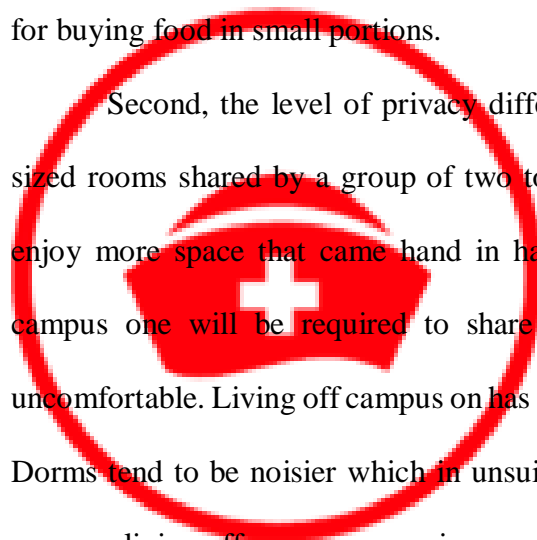 for buying food in small portions.
Second, the level of privacy
sized rooms shared by a group of two
enjoy more space that came hand in
campus one will be required to share
uncomfortable. Living off campus on has
Dorms tend to be noisier which in